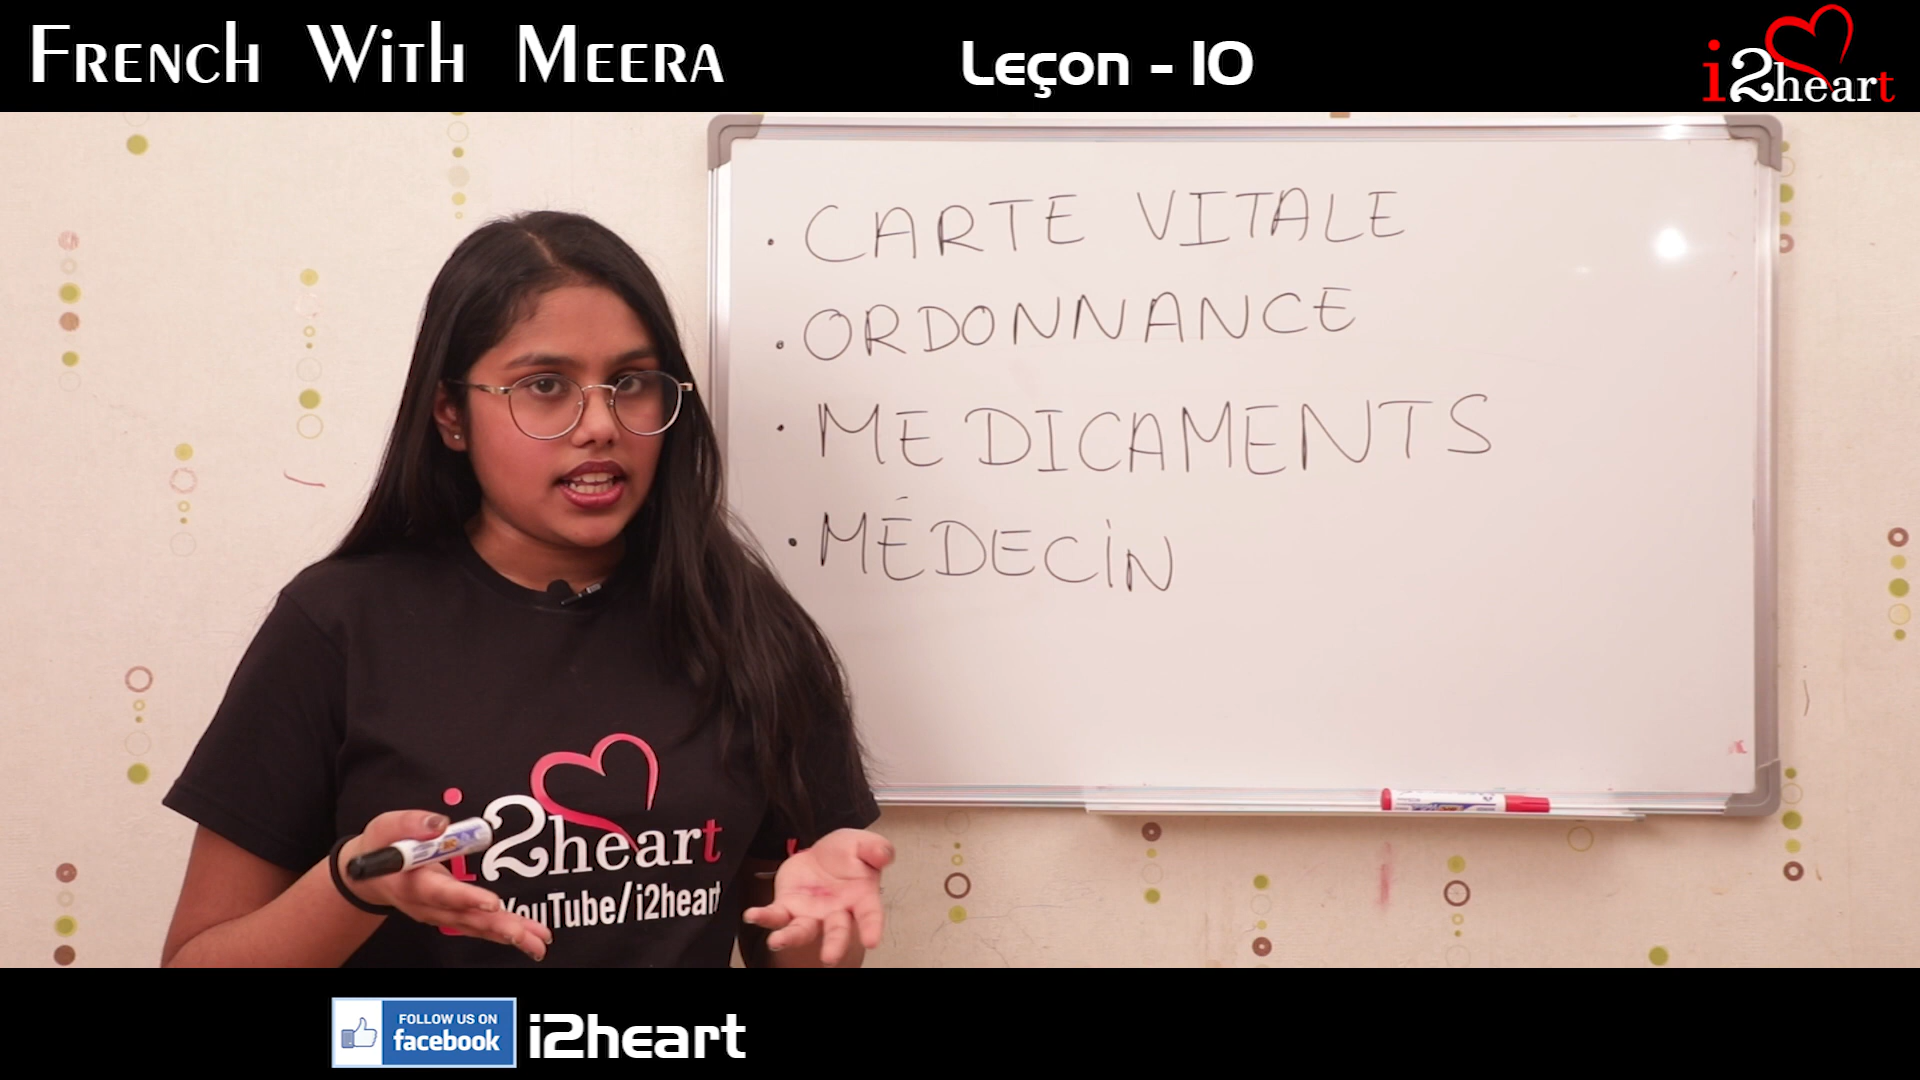 French With Meera
Leçon - 10
i2heart
• CARTE VITALE
• ORDONNANCE
• MEDICAMENTS
• MÉDECIN
i2heart
YouTube/i2heart
FOLLOW US ON
facebook
i2heart